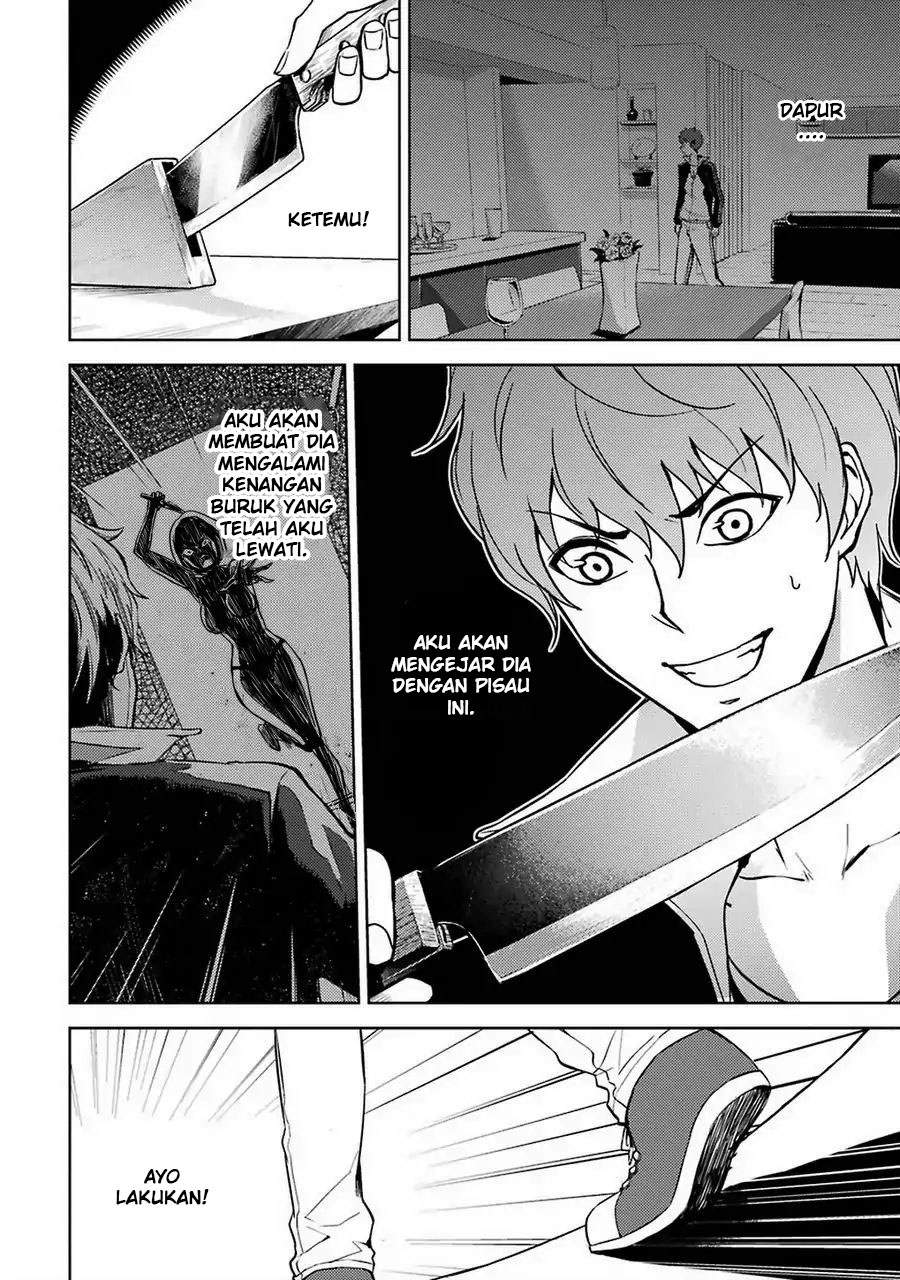 DAPUR
....
KETEMU!
AKU AKAN
MENGEJAR DIA
DENGAN PISAU
INI.
AKU AKAN
MEMBUAT DIA
MENGALAMI
KENANGAN
BURUK YANG
TELAH AKU
LEWATI.
AYO
LAKUKAN!